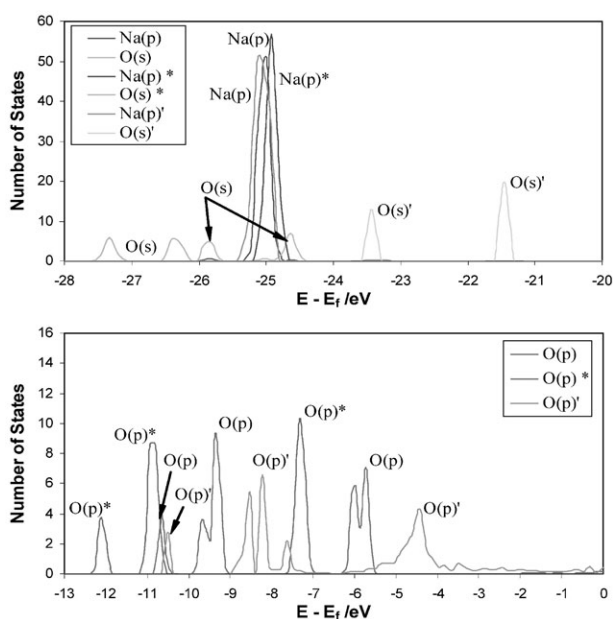 Number of States
60
50
40
30
20
10
0
Na(p)
O(s)
Na(p) *
O(s) *
Na(p)'
O(s)'
Na(p)
Na(p)
Na(p)*
O(s)
O(s)
O(s)'
O(s)'
-28 -27 -26 -25 -24 -23 -22 -21 -20
E - Ef /eV
Number of States
16
14
12
10
8
6
4
2
0
O(p)
O(p) *
O(p)'
O(p)*
O(p)*
O(p)
O(p)'
O(p)
O(p)'
O(p)*
O(p)
O(p)'
-13 -12 -11 -10 -9 -8 -7 -6 -5 -4 -3 -2 -1 0
E - Ef /eV